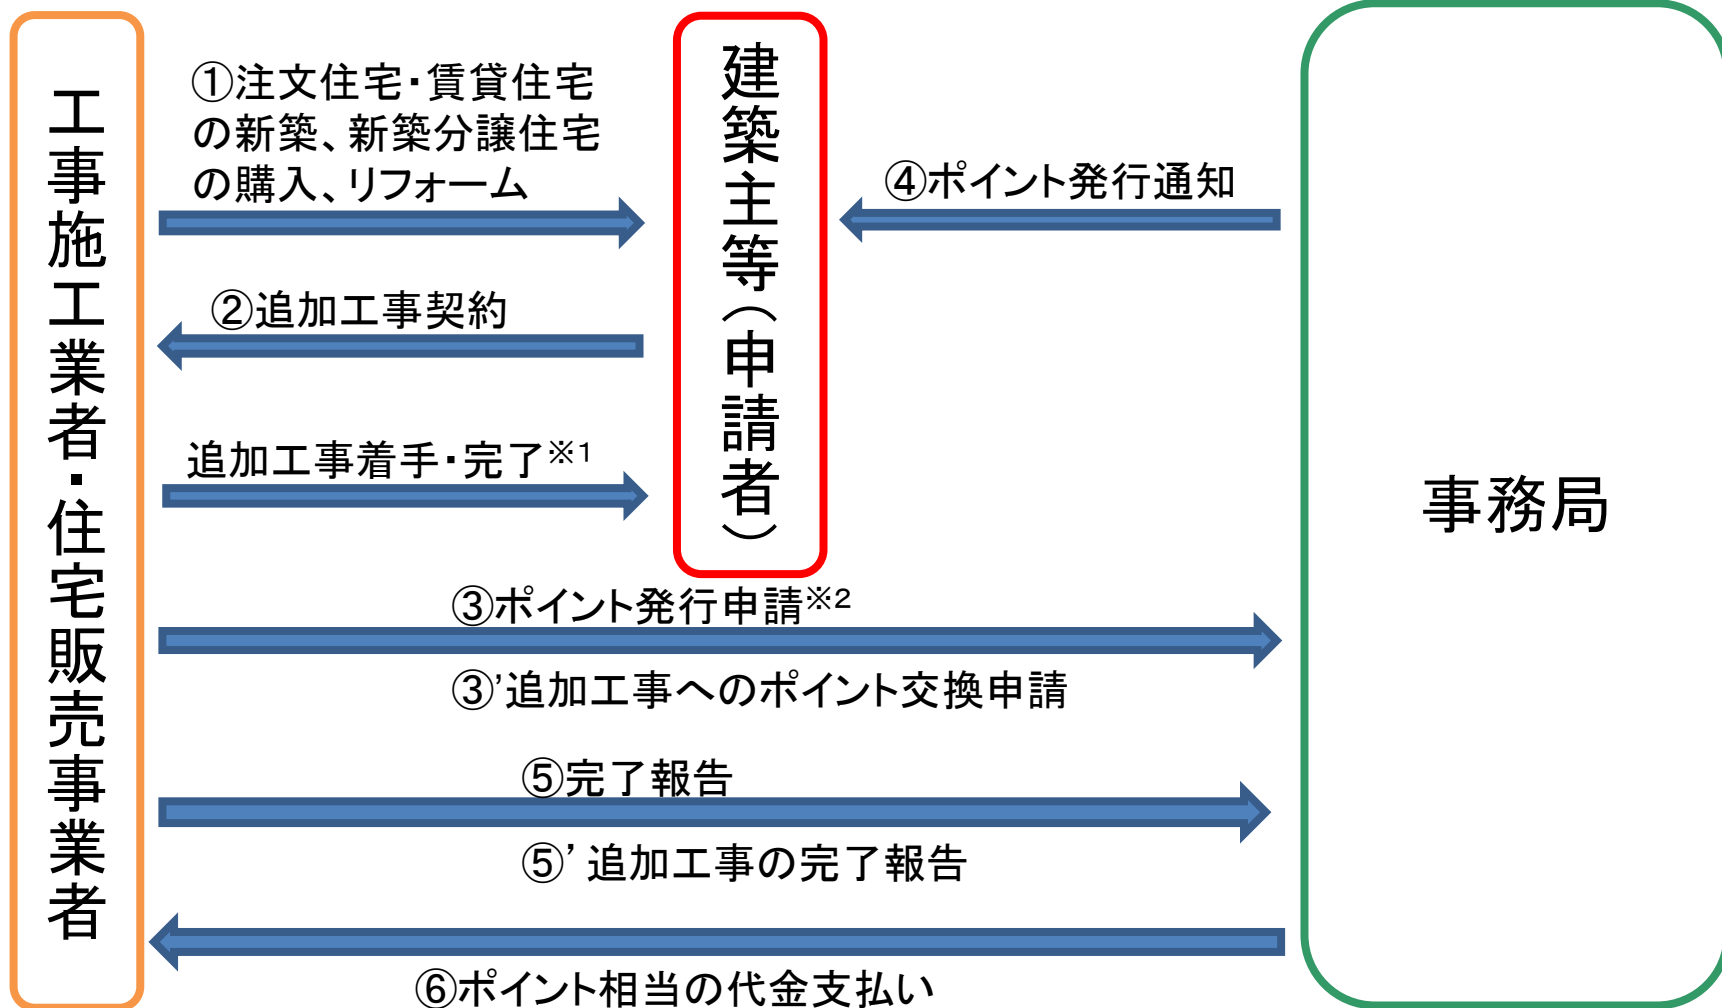 工事施工業者・住宅販売事業者
①注文住宅・賃貸住宅
の新築、新築分譲住宅
の購入、リフォーム
②追加工事契約
追加工事着手・完了※1
建築主等(申請者)
④ポイント発行通知
事務局
③ポイント発行申請※2
③'追加工事へのポイント交換申請
⑤完了報告
⑤’追加工事の完了報告
⑥ポイント相当の代金支払い